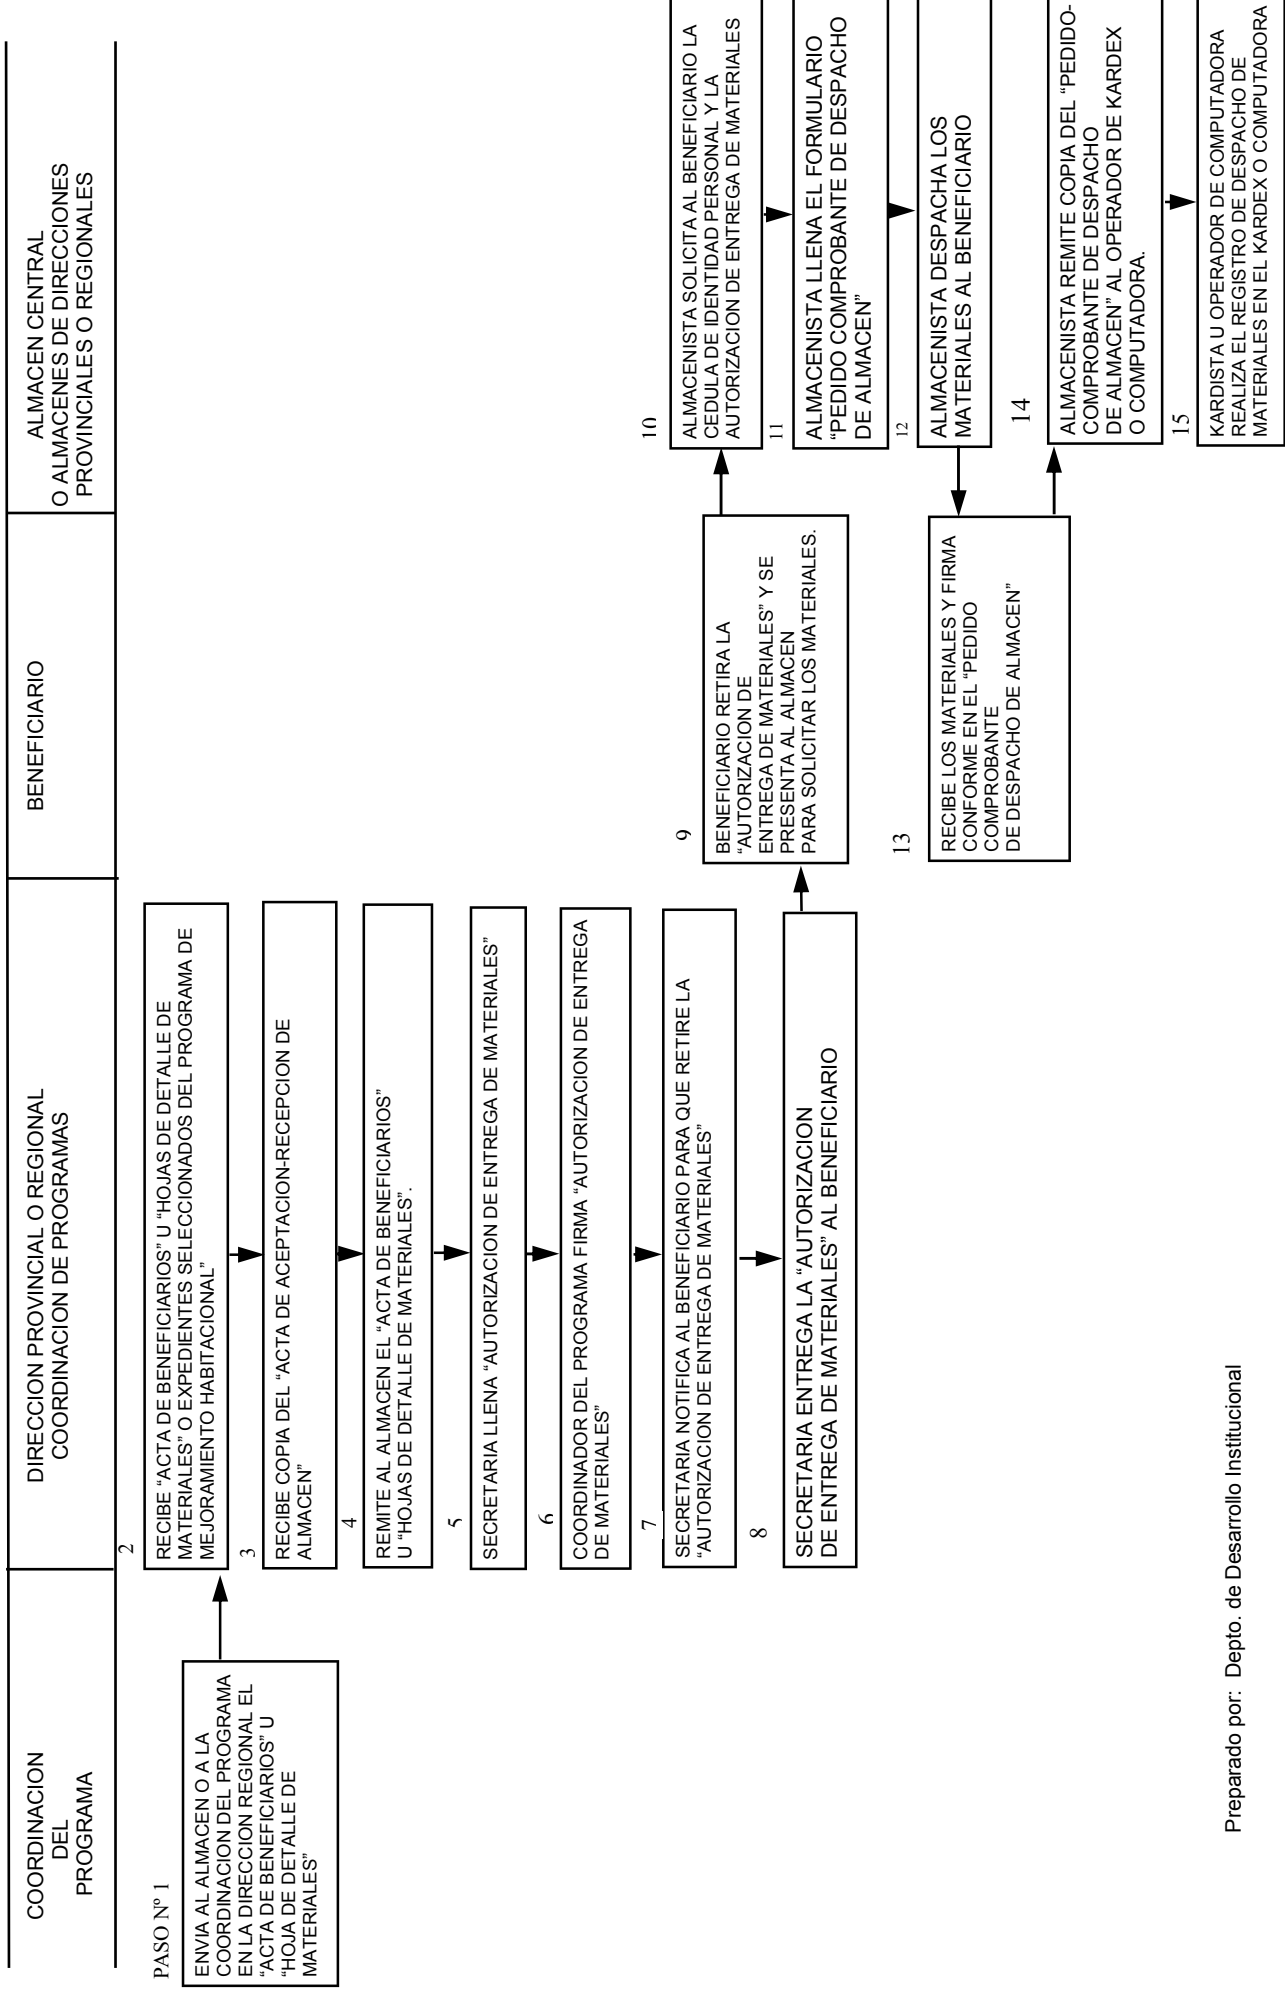 COORDINACION
DEL
PROGRAMA
DIRECCION PROVINCIAL O REGIONAL
COORDINACION DE PROGRAMAS
BENEFICIARIO
ALMACEN CENTRAL
O ALMACENES DE DIRECCIONES
PROVINCIALES O REGIONALES
PASO Nº 1
ENVIA AL ALMACEN O A LA
COORDINACION DEL PROGRAMA
EN LA DIRECCION REGIONAL EL
“ACTA DE BENEFICIARIOS” U
“HOJA DE DETALLE DE
MATERIALES”
2
RECIBE “ACTA DE BENEFICIARIOS” U “HOJAS DE DETALLE DE
MATERIALES” O EXPEDIENTES SELECCIONADOS DEL PROGRAMA DE
MEJORAMIENTO HABITACIONAL”
3
RECIBE COPIA DEL “ACTA DE ACEPTACION-RECEPCION DE
ALMACEN”
4
REMITE AL ALMACEN EL “ACTA DE BENEFICIARIOS”
U “HOJAS DE DETALLE DE MATERIALES”.
5
SECRETARIA LLENA “AUTORIZACION DE ENTREGA DE MATERIALES”
6
COORDINADOR DEL PROGRAMA FIRMA “AUTORIZACION DE ENTREGA
DE MATERIALES”
7
SECRETARIA NOTIFICA AL BENEFICIARIO PARA QUE RETIRE LA
“AUTORIZACION DE ENTREGA DE MATERIALES”
8
SECRETARIA ENTREGA LA “AUTORIZACION
DE ENTREGA DE MATERIALES” AL BENEFICIARIO
9
BENEFICIARIO RETIRA LA
“AUTORIZACION DE
ENTREGA DE MATERIALES” Y SE
PRESENTA AL ALMACEN
PARA SOLICITAR LOS MATERIALES.
10
ALMACENISTA SOLICITA AL BENEFICIARIO LA
CEDULA DE IDENTIDAD PERSONAL Y LA
AUTORIZACION DE ENTREGA DE MATERIALES
11
ALMACENISTA LLENA EL FORMULARIO
“PEDIDO COMPROBANTE DE DESPACHO
DE ALMACEN”
12
ALMACENISTA DESPACHA LOS
MATERIALES AL BENEFICIARIO
13
RECIBE LOS MATERIALES Y FIRMA
CONFORME EN EL “PEDIDO
COMPROBANTE
DE DESPACHO DE ALMACEN”
14
ALMACENISTA REMITE COPIA DEL “PEDIDO-
COMPROBANTE DE DESPACHO
DE ALMACEN” AL OPERADOR DE KARDEX
O COMPUTADORA.
15
KARDISTA U OPERADOR DE COMPUTADORA
REALIZA EL REGISTRO DE DESPACHO DE
MATERIALES EN EL KARDEX O COMPUTADORA
Preparado por: Depto. de Desarrollo Institucional